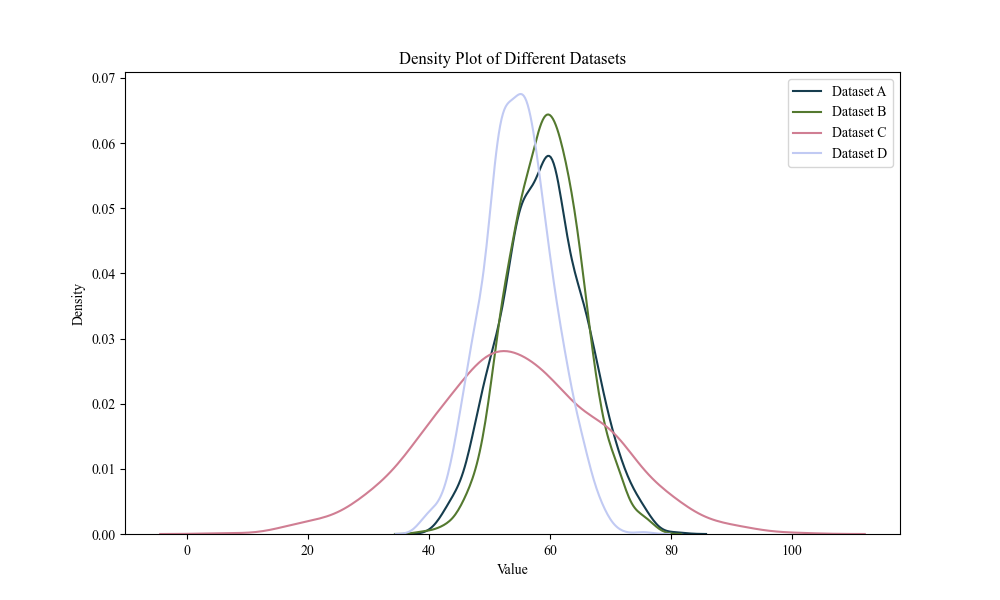 Density Plot of Different Datasets
Dataset A
Dataset B
Dataset C
Dataset D
Density
0.07
0.06
0.05
0.04
0.03
0.02
0.01
0.00
0
20
40
60
80
100
Value